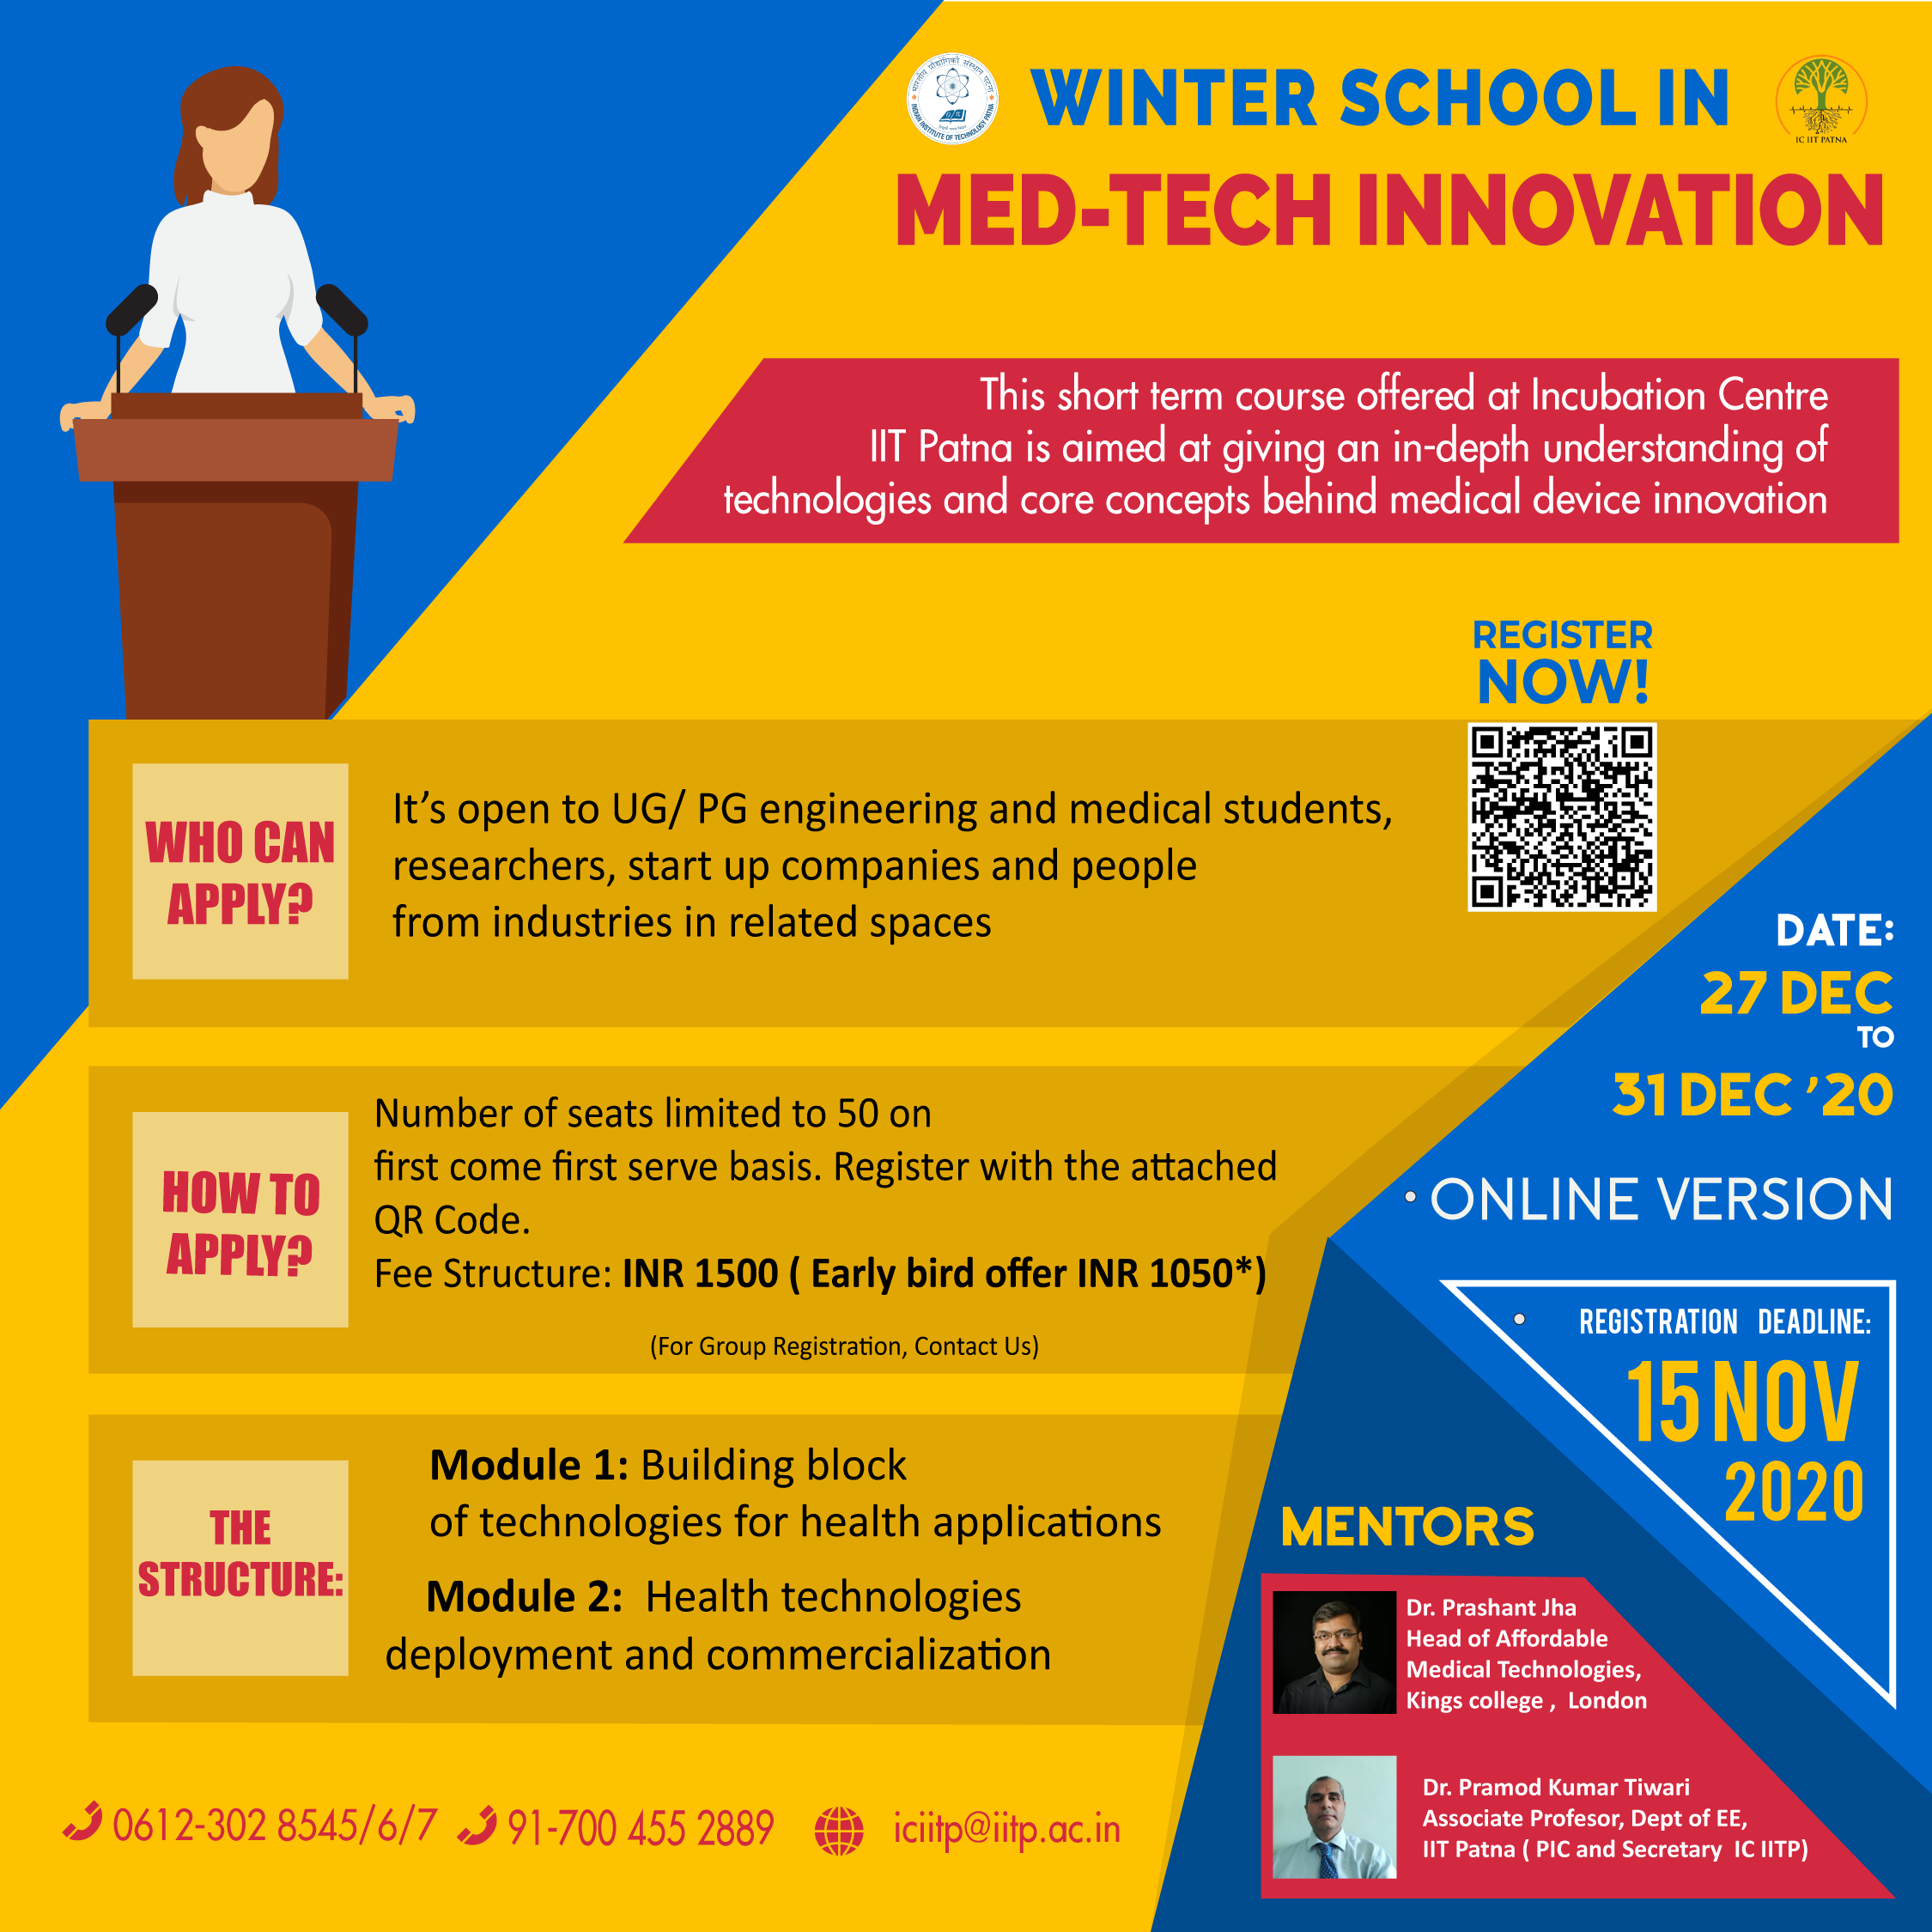 WINTER SCHOOL IN
MED-TECH INNOVATION
भारतीय प्रौद्योगिकी संस्थान पटना
INDIAN INSTITUTE OF TECHNOLOGY PATNA
IC IIT PATNA
This short term course offered at Incubation Centre
IIT Patna is aimed at giving an in-depth understanding of
technologies and core concepts behind medical device innovation
REGISTER
NOW!
WHO CAN
APPLY?
It’s open to UG/ PG engineering and medical students,
researchers, start up companies and people
from industries in related spaces
DATE:
27 DEC
TO
31 DEC ’20
• ONLINE VERSION
HOW TO
APPLY?
Number of seats limited to 50 on
first come first serve basis. Register with the attached
QR Code.
Fee Structure: INR 1500 ( Early bird offer INR 1050*)
(For Group Registration, Contact Us)
REGISTRATION DEADLINE:
15 NOV
2020
THE
STRUCTURE:
Module 1: Building block
of technologies for health applications
Module 2: Health technologies
deployment and commercialization
MENTORS
Dr. Prashant Jha
Head of Affordable
Medical Technologies,
Kings college , London
Dr. Pramod Kumar Tiwari
Associate Profesor, Dept of EE,
IIT Patna ( PIC and Secretary IC IITP)
0612-302 8545/6/7
91-700 455 2889
iciitp@iitp.ac.in